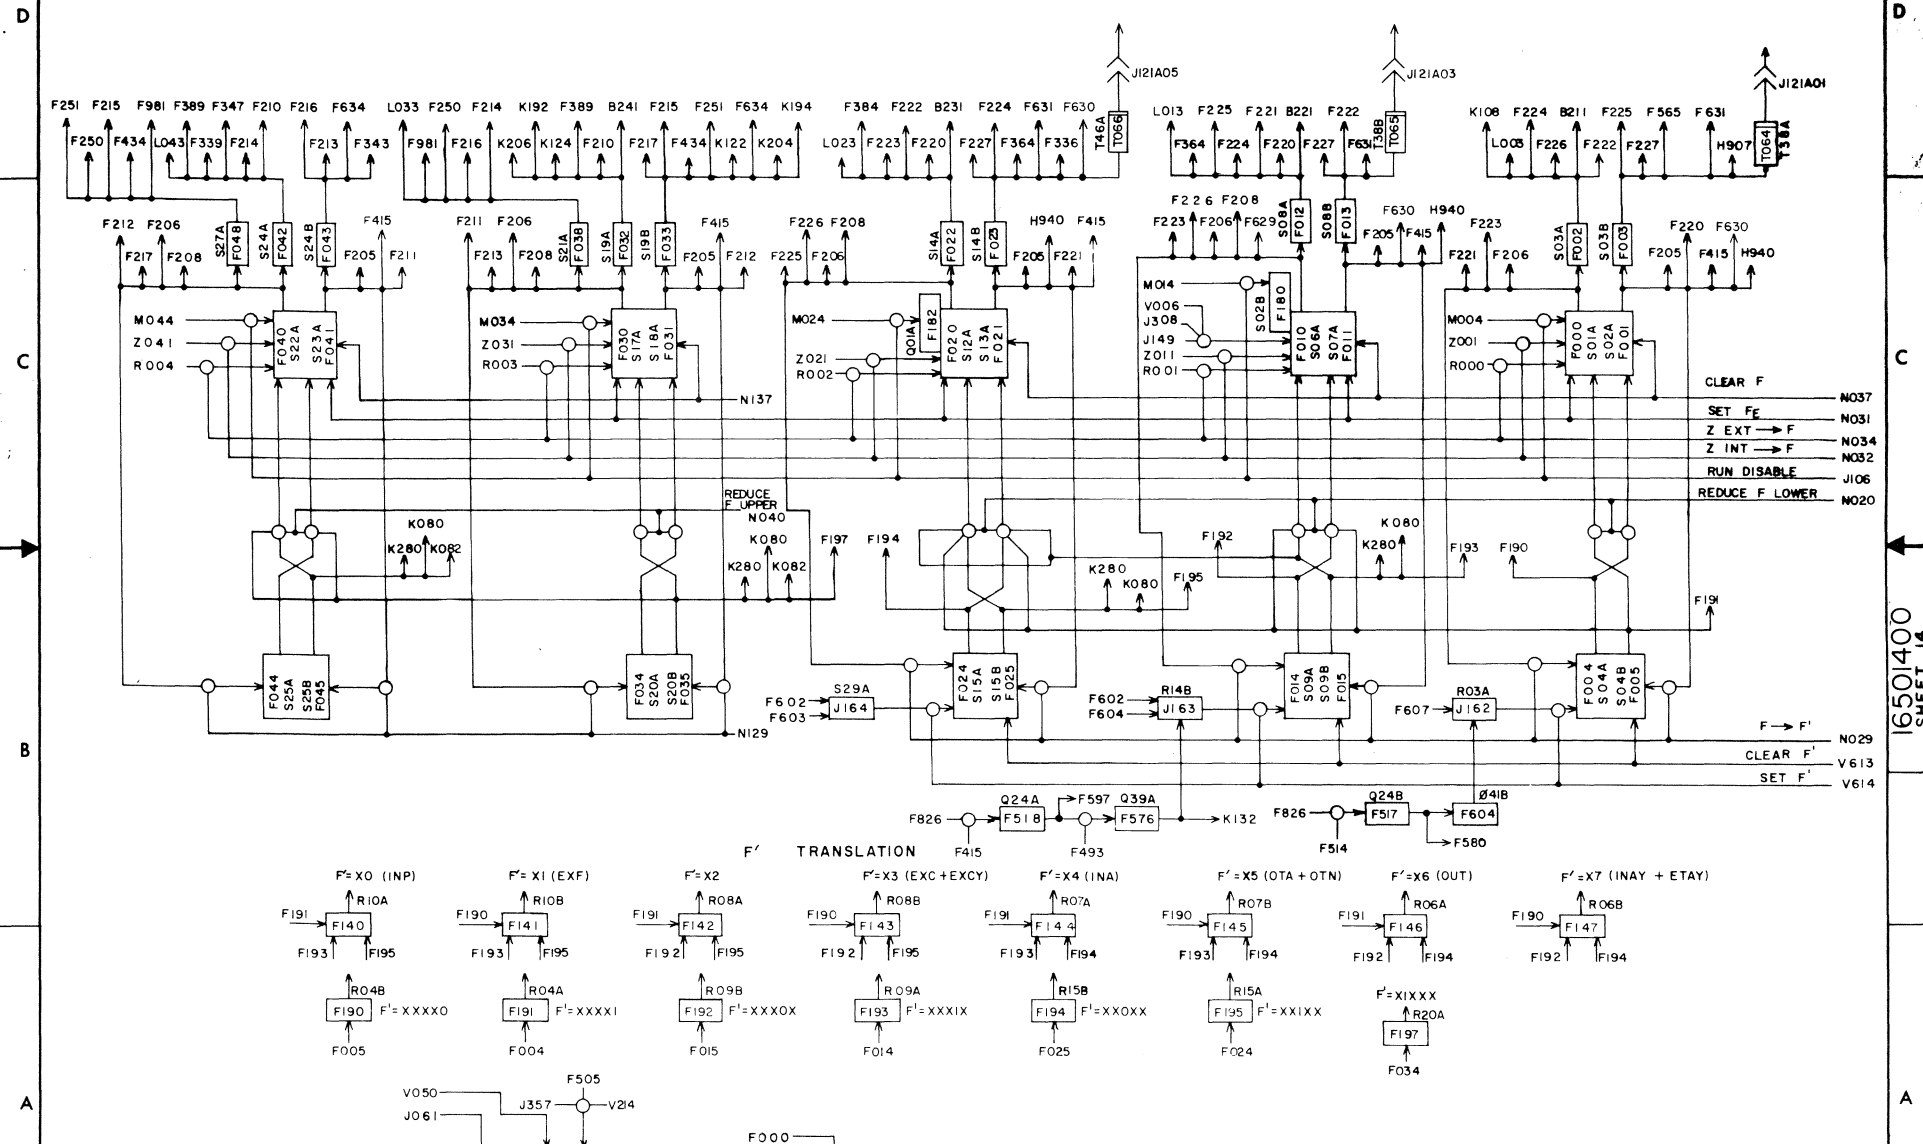 D
D
J121A05
J121A03
J121A01
F251 F215 F981 F389 F347 F210 F216 F634 L033 F250 F214 K192 F389 B241 F215 F251 F634 K194 F384 F222 B231 F224 F631 F630 L013 F225 F221 B221 F222 K108 F224 B211 F225 F565 F631
T46A T066 T38B T065 T38A T064
F250 F434 L043 F339 F214 F213 F343 F981 F216 K206 K124 F210 F217 F434 K122 K204 L023 F223 F220 F227 F364 F336 F364 F224 F220 F227 F631 L003 F226 F222 F227 H907
F212 F206 F415 F211 F206 F415 F226 F208 H940 F415 F226 F208 F630 H940 F223 F220 F630
F217 F208 F205 F211 F213 F208 F205 F212 F225 F206 F205 F221 F223 F206 F629 F205 F415 F221 F206 F205 F415 H940
S27A F048 S24A F042 S24B F043 S21A F038 S19A F032 S19B F033 S14A F022 S14B F023 S08A F012 S08B F013 S03A F002 S03B F003
M044
Z041
R004
F040 S22A S23A F041
M034
Z031
R003
F030 S17A S18A F031
M024
Z021
R002
Q01A F182
F020 S12A S13A F021
M014
V006
J308
J149
Z011
R001
S02B F180
F010 S06A S07A F011
M004
Z001
R000
F000 S01A S02A F001
C
C
N137
CLEAR F N037
SET FE N031
Z EXT → F N034
Z INT → F N032
RUN DISABLE J106
REDUCE F LOWER N020
REDUCE
F UPPER
N040
K080 K280 K082
K080 K280 K082 F197
F194 K280 K080 F195
F192 K080 K280 F193
F190 F191
F044 S25A S25B F045
F034 S20A S20B F035
F024 S15A S15B F025
F014 S09A S09B F015
F004 S04A S04B F005
F602
F603
S29A
J164
F602
F604
R14B
J163
F607
R03A
J162
N129
F → F' N029
CLEAR F' V613
SET F' V614
B
16501400
F826 Q24A F518 F597 Q39A F576 K132
F415 F493
F826 Q24B F517 Ø41B F604
F514 F580
F' TRANSLATION
F'=X0 (INP) F'=X1 (EXF) F'=X2 F'=X3 (EXC+EXCY) F'=X4 (INA) F'=X5 (OTA + OTN) F'=X6 (OUT) F'=X7 (INAY + ETAY)
R10A R10B R08A R08B R07A R07B R06A R06B
F191 F140 F190 F141 F191 F142 F190 F143 F191 F144 F190 F145 F191 F146 F190 F147
F193 F195 F193 F195 F192 F195 F192 F195 F193 F194 F193 F194 F192 F194 F192 F194
R04B R04A R09B R09A R15B R15A
F190 F'=XXXX0 F191 F'=XXXX1 F192 F'=XXX0X F193 F'=XXX1X F194 F'=XX0XX F195 F'=XX1XX
F005 F004 F015 F014 F025 F024
F'=X1XXX
R20A
F197
F034
A
A
V050
J061
F505
J357 V214
F000